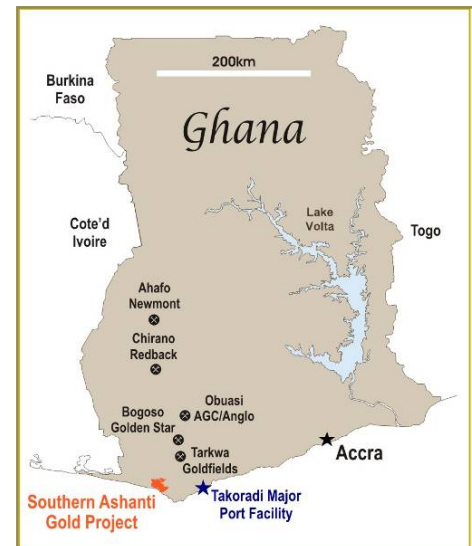 200km
Burkina
Faso
Ghana
Lake
Volta
Cote'd
Ivoire
Togo
Ahafo
Newmont
Chirano
Redback
Obuasi
AGC/Anglo
Bogoso
Golden Star
Tarkwa
Goldfields
Accra
Southern Ashanti
Gold Project
Takoradi Major
Port Facility